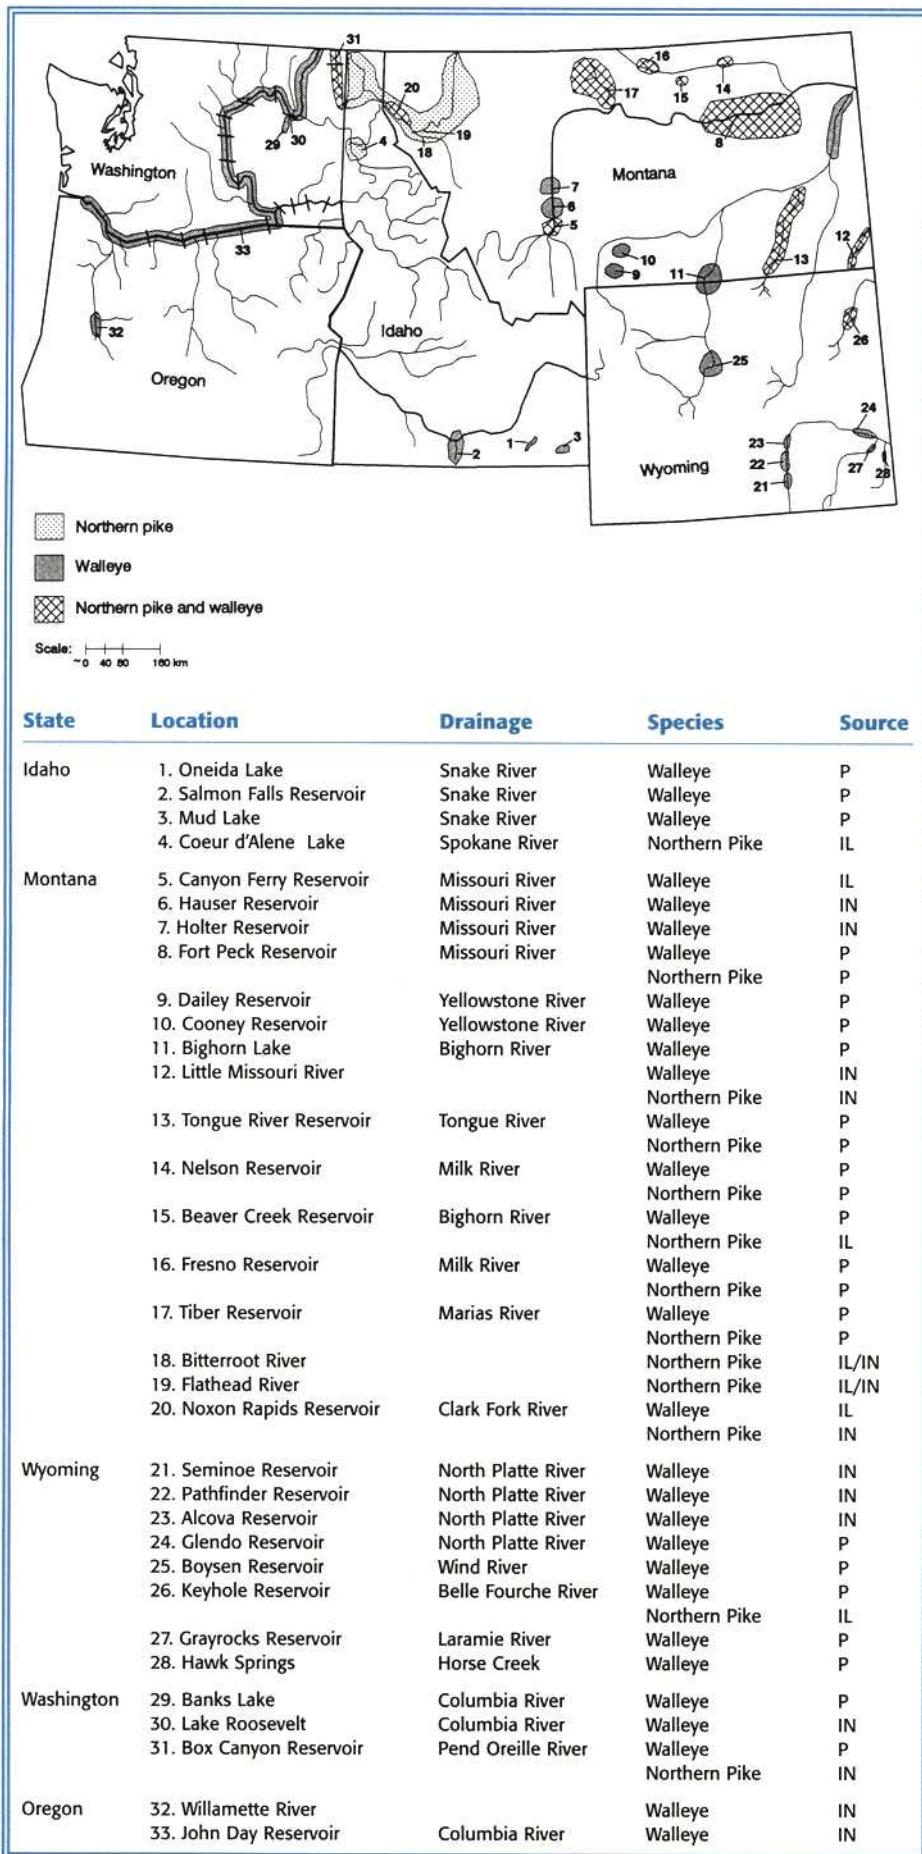 31
16
14
15
17
20
19
18
4
8
29
30
Washington
Montana
7
6
5
33
10
9
11
13
12
32
Idaho
Oregon
25
26
24
23
22
21
27
28
1
3
2
Wyoming
Northern pike
Walleye
Northern pike and walleye
Scale:
~0 40 80 160 km
State Location Drainage Species Source
Idaho 1. Oneida Lake Snake River Walleye P
2. Salmon Falls Reservoir Snake River Walleye P
3. Mud Lake Snake River Walleye P
4. Coeur d'Alene Lake Spokane River Northern Pike IL
Montana 5. Canyon Ferry Reservoir Missouri River Walleye IL
6. Hauser Reservoir Missouri River Walleye IN
7. Holter Reservoir Missouri River Walleye IN
8. Fort Peck Reservoir Missouri River Walleye P
Northern Pike P
9. Dailey Reservoir Yellowstone River Walleye P
10. Cooney Reservoir Yellowstone River Walleye P
11. Bighorn Lake Bighorn River Walleye P
12. Little Missouri River Walleye IN
Northern Pike IN
13. Tongue River Reservoir Tongue River Walleye P
Northern Pike P
14. Nelson Reservoir Milk River Walleye P
Northern Pike P
15. Beaver Creek Reservoir Bighorn River Walleye P
Northern Pike IL
16. Fresno Reservoir Milk River Walleye P
Northern Pike P
17. Tiber Reservoir Marias River Walleye P
Northern Pike P
18. Bitterroot River Northern Pike IL/IN
19. Flathead River Northern Pike IL/IN
20. Noxon Rapids Reservoir Clark Fork River Walleye IL
Northern Pike IN
Wyoming 21. Seminoe Reservoir North Platte River Walleye IN
22. Pathfinder Reservoir North Platte River Walleye IN
23. Alcova Reservoir North Platte River Walleye IN
24. Glendo Reservoir North Platte River Walleye P
25. Boysen Reservoir Wind River Walleye P
26. Keyhole Reservoir Belle Fourche River Walleye P
Northern Pike IL
27. Grayrocks Reservoir Laramie River Walleye P
28. Hawk Springs Horse Creek Walleye P
Washington 29. Banks Lake Columbia River Walleye P
30. Lake Roosevelt Columbia River Walleye IN
31. Box Canyon Reservoir Pend Oreille River Walleye P
Northern Pike IN
Oregon 32. Willamette River Walleye IN
33. John Day Reservoir Columbia River Walleye IN